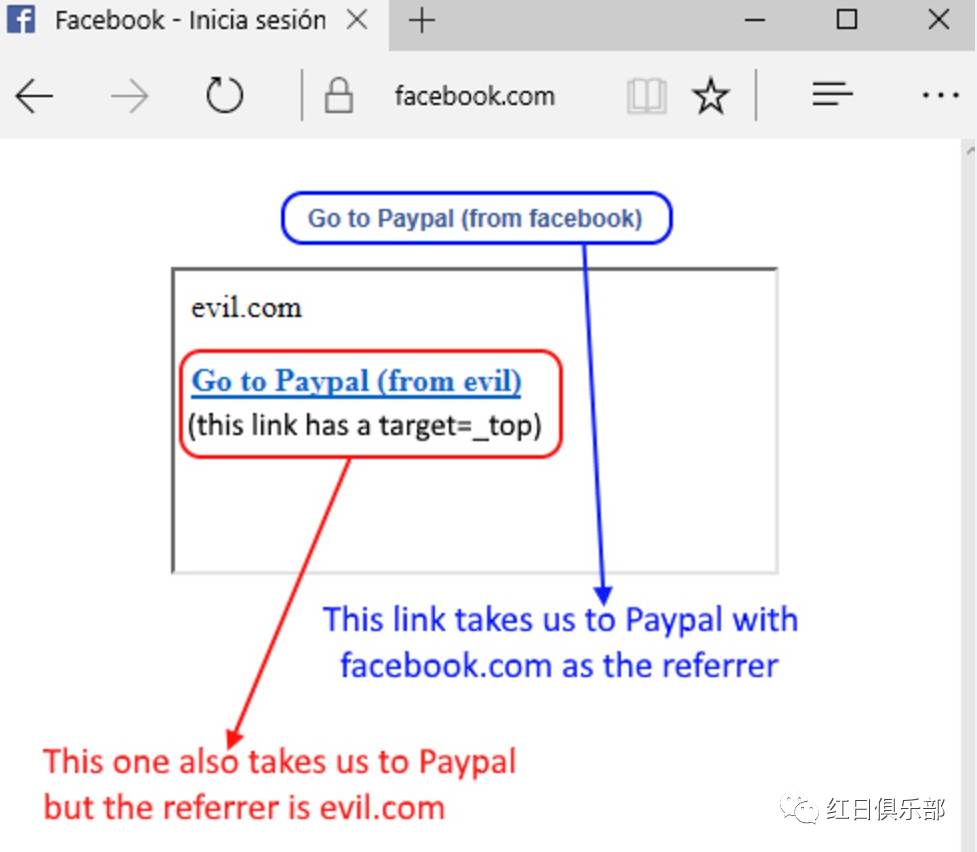 Facebook - Inicia sesión
facebook.com
Go to Paypal (from facebook)
evil.com
Go to Paypal (from evil)
(this link has a target=_top)
This link takes us to Paypal with
facebook.com as the referrer
This one also takes us to Paypal
but the referrer is evil.com
红日俱乐部